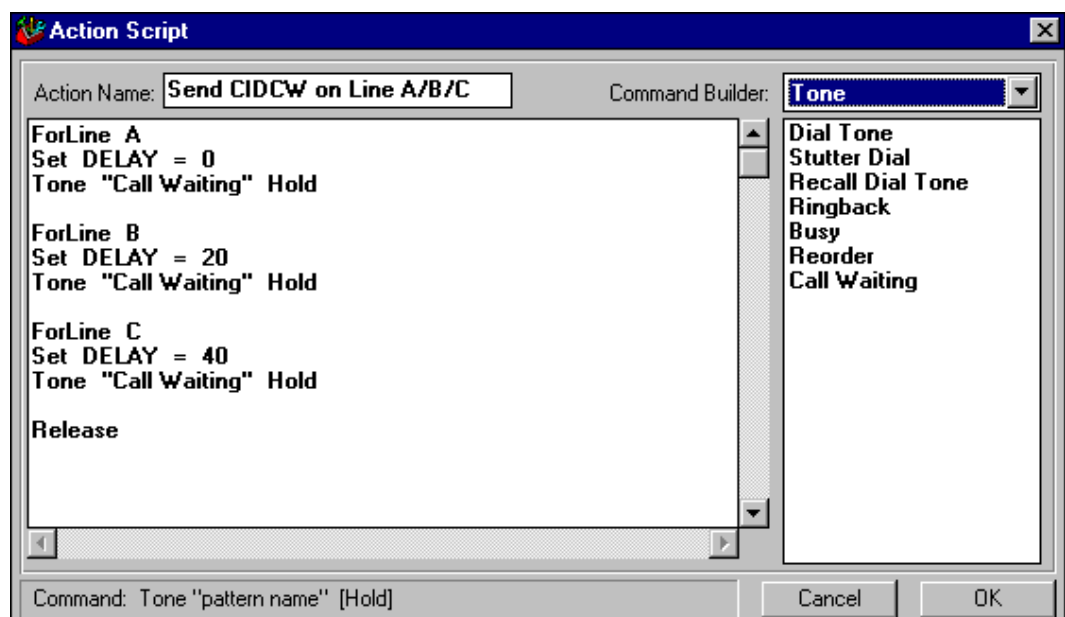 Action Script
Action Name: Send CIDCW on Line A/B/C
Command Builder: Tone
ForLine A
Set DELAY = 0
Tone "Call Waiting" Hold
ForLine B
Set DELAY = 20
Tone "Call Waiting" Hold
ForLine C
Set DELAY = 40
Tone "Call Waiting" Hold
Release
Dial Tone
Stutter Dial
Recall Dial Tone
Ringback
Busy
Reorder
Call Waiting
Command: Tone "pattern name" [Hold]
Cancel
OK